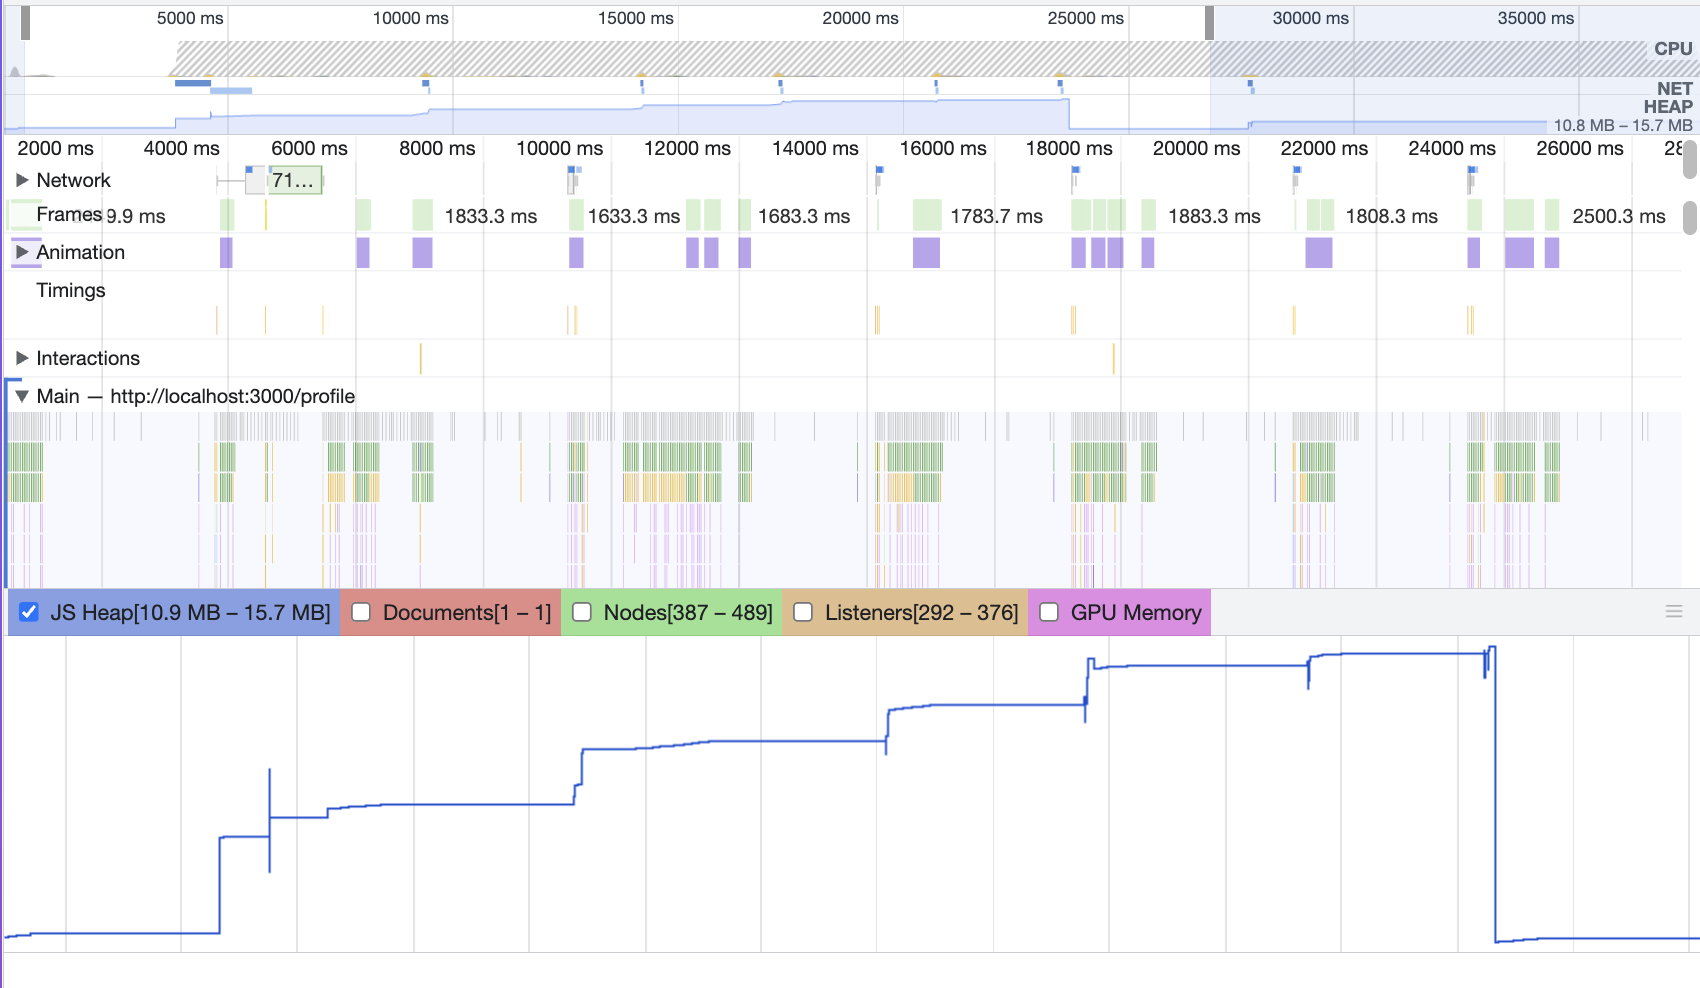 5000 ms 10000 ms 15000 ms 20000 ms 25000 ms 30000 ms 35000 ms
CPU
NET
HEAP
10.8 MB – 15.7 MB
2000 ms 4000 ms 6000 ms 8000 ms 10000 ms 12000 ms 14000 ms 16000 ms 18000 ms 20000 ms 22000 ms 24000 ms 26000 ms 28
Network 71...
Frames 9.9 ms 1833.3 ms 1633.3 ms 1683.3 ms 1783.7 ms 1883.3 ms 1808.3 ms 2500.3 ms
Animation
Timings
Interactions
Main — http://localhost:3000/profile
JS Heap[10.9 MB – 15.7 MB] Documents[1 – 1] Nodes[387 – 489] Listeners[292 – 376] GPU Memory